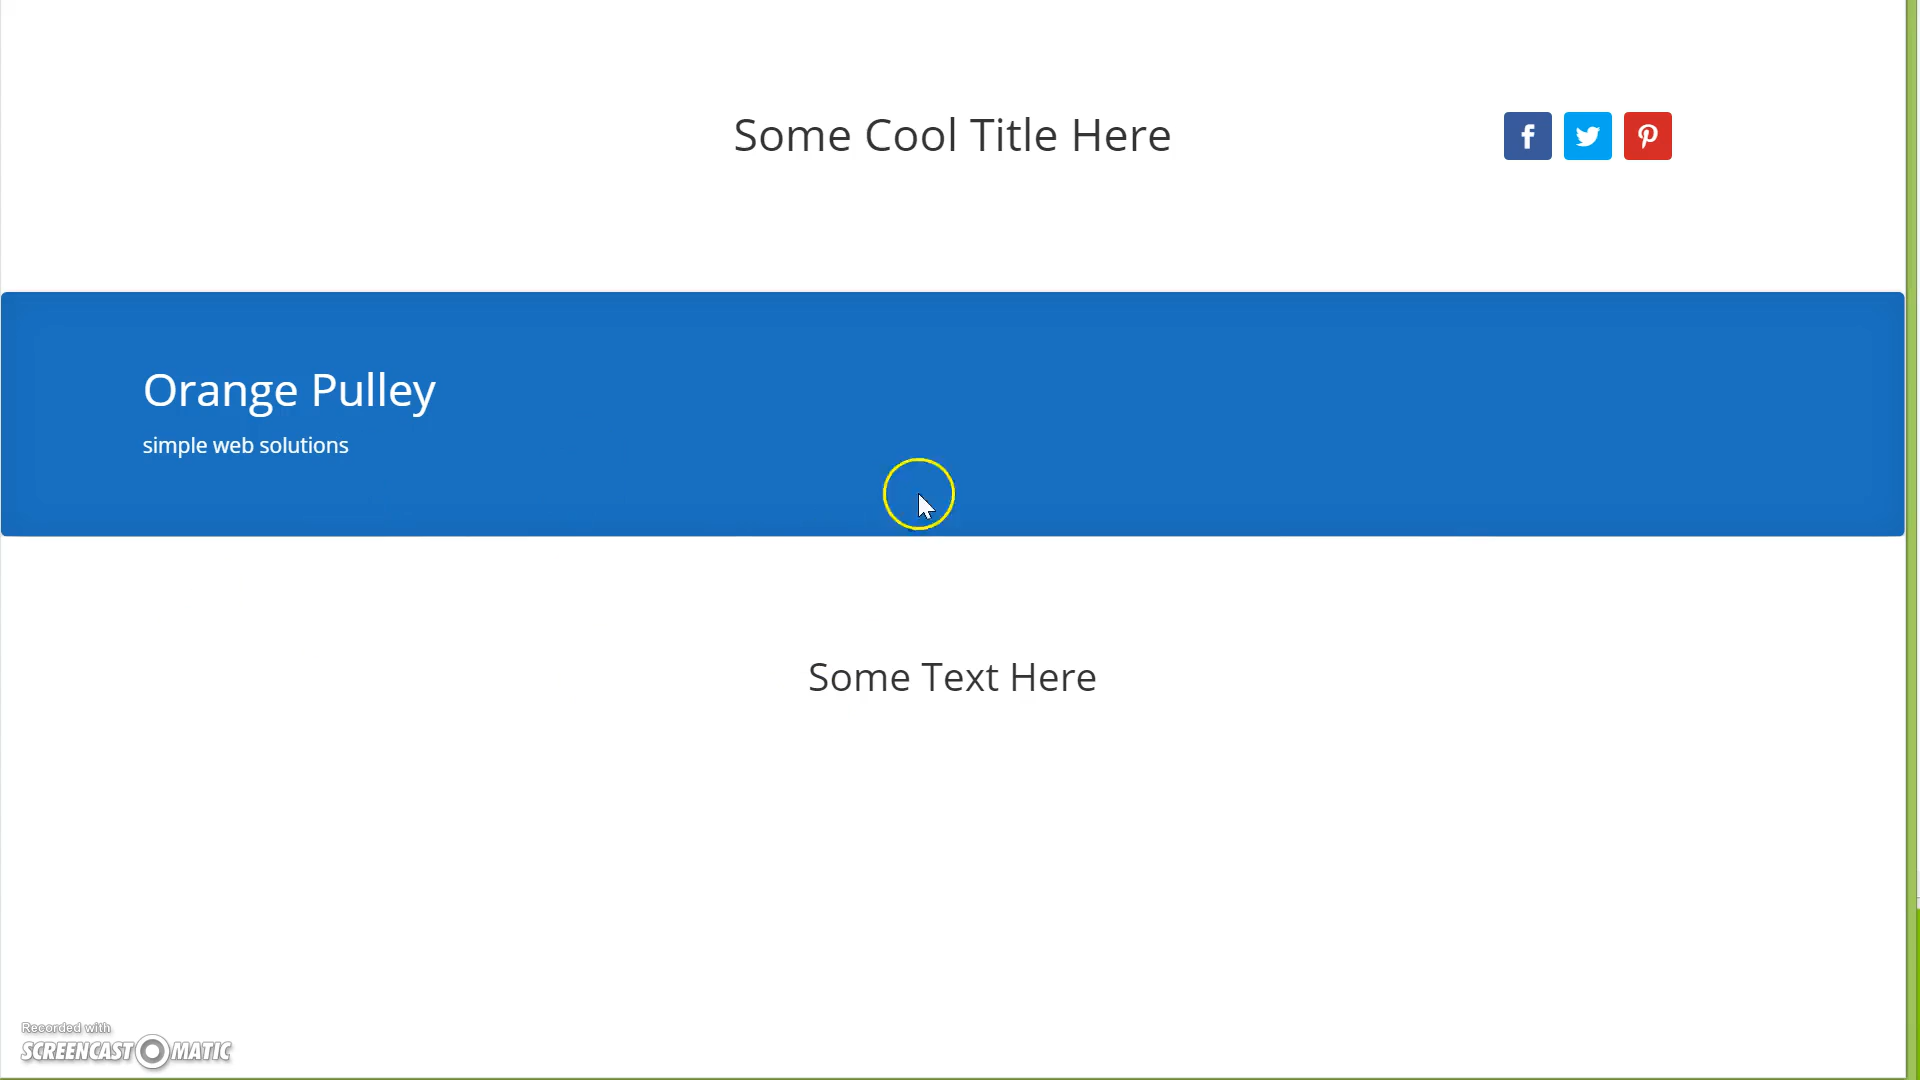 Some Cool Title Here
Orange Pulley
simple web solutions
Some Text Here
Recorded with
SCREENCAST MATIC